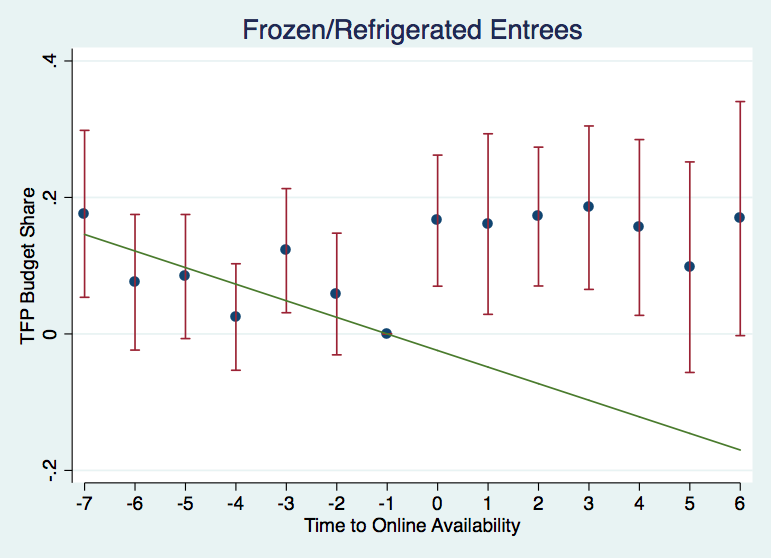 Frozen/Refrigerated Entrees
TFP Budget Share
.4
.2
0
-.2
-7 -6 -5 -4 -3 -2 -1 0 1 2 3 4 5 6
Time to Online Availability